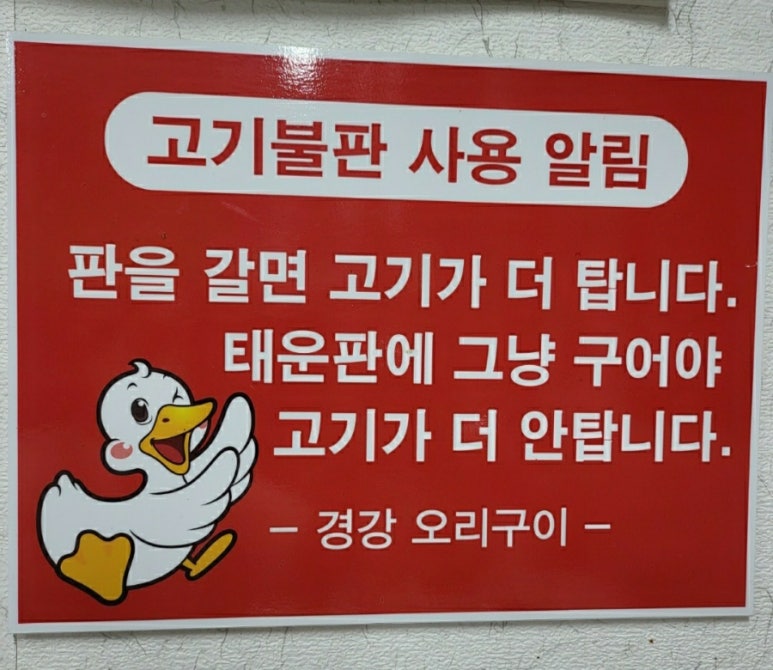 고기불판 사용 알림
판을 갈면 고기가 더 탑니다.
태운판에 그냥 구어야
고기가 더 안탑니다.
- 경강 오리구이 -